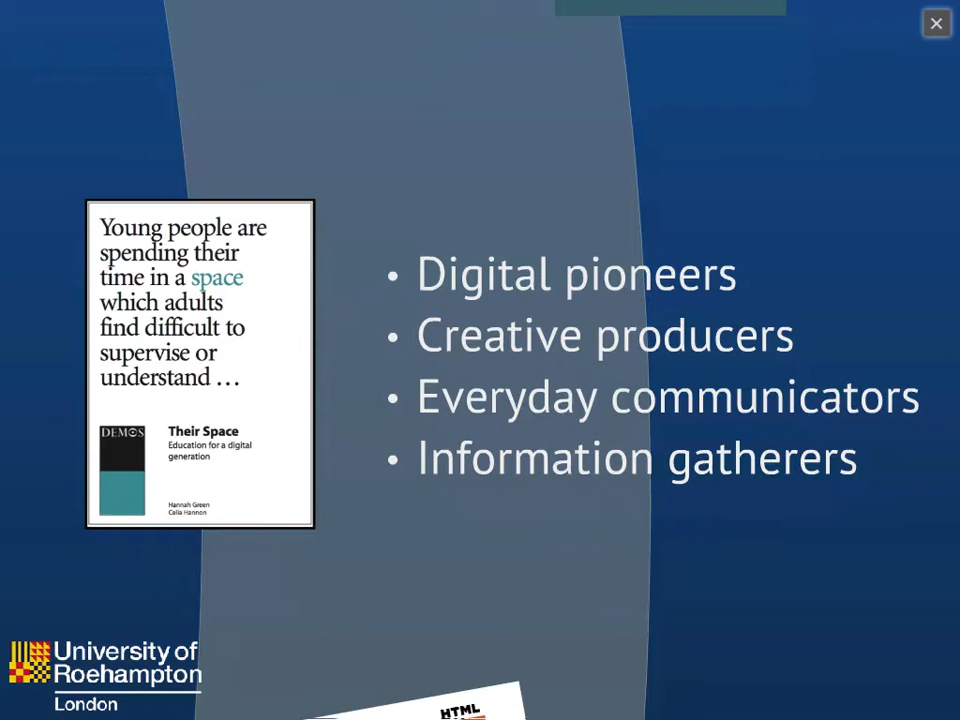 Young people are
spending their
time in a space
which adults
find difficult to
supervise or
understand ...
DEMOS
Their Space
Education for a digital
generation
Hannah Green
Celia Hannon
• Digital pioneers
• Creative producers
• Everyday communicators
• Information gatherers
University of
Roehampton
London
HTML